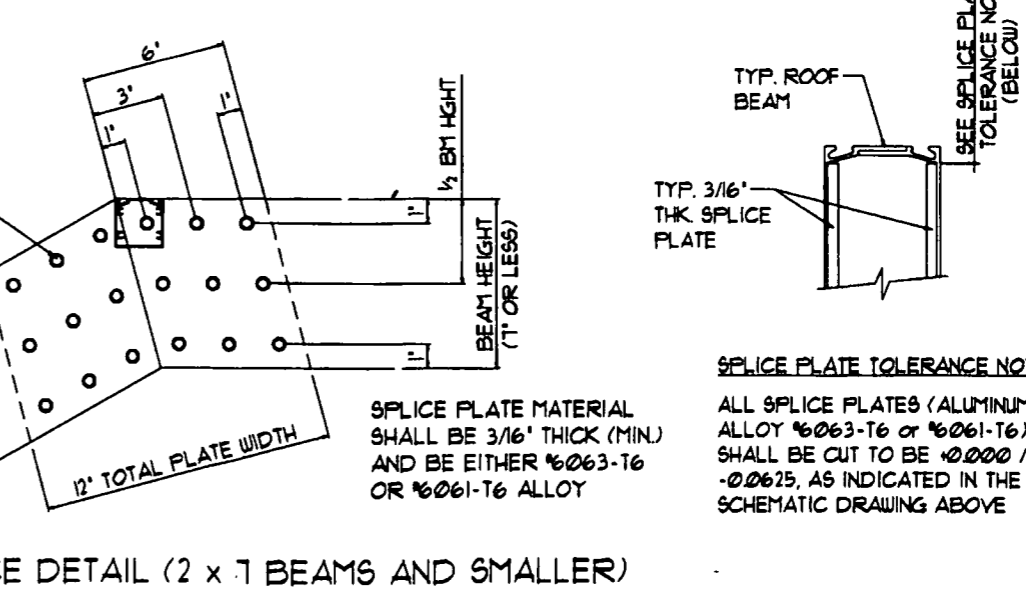 6"
3"
1"
1"
½ BM HGHT
1"
BEAM HEIGHT
(7" OR LESS)
1"
12" TOTAL PLATE WIDTH
SPLICE PLATE MATERIAL
SHALL BE 3/16" THICK (MIN.)
AND BE EITHER #6063-T6
OR #6061-T6 ALLOY
TYP. ROOF
BEAM
SEE SPLICE
TOLERANCE
(BELOW)
TYP. 3/16"
THK. SPLICE
PLATE
SPLICE PLATE TOLERANCE
ALL SPLICE PLATES (ALUMINUM
ALLOY #6063-T6 or #6061-T6)
SHALL BE CUT TO BE +0.000 /
-0.0625, AS INDICATED IN THE
SCHEMATIC DRAWING ABOVE
DETAIL (2 x 7 BEAMS AND SMALLER)